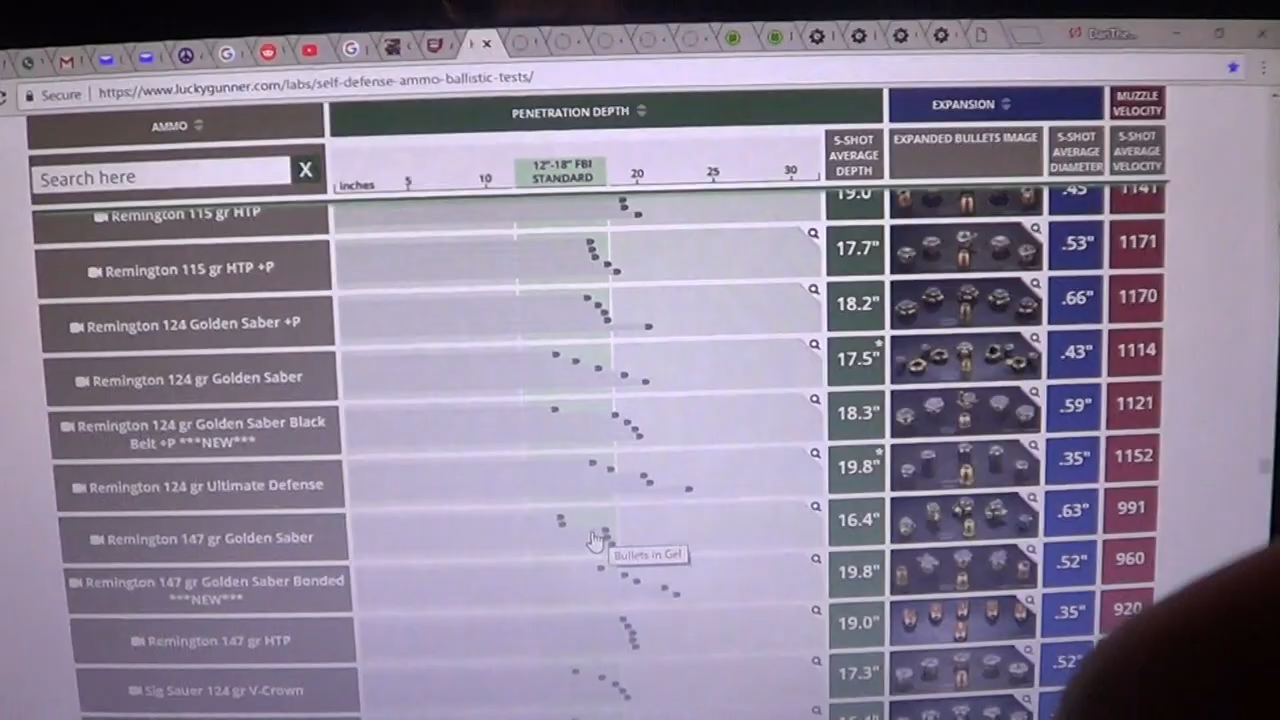 DanThe...
Secure
https://www.luckygunner.com/labs/self-defense-ammo-ballistic-tests/
AMMO
PENETRATION DEPTH
EXPANSION
MUZZLE VELOCITY
Search here
X
inches
5
10
12"-18" FBI STANDARD
20
25
30
5-SHOT AVERAGE DEPTH
EXPANDED BULLETS IMAGE
5-SHOT AVERAGE DIAMETER
5-SHOT AVERAGE VELOCITY
Remington 115 gr HTP
19.0"
.45"
1141
Remington 115 gr HTP +P
17.7"
.53"
1171
Remington 124 Golden Saber +P
18.2"
.66"
1170
Remington 124 gr Golden Saber
17.5"*
.43"
1114
Remington 124 gr Golden Saber Black
Belt +P ***NEW***
18.3"
.59"
1121
Remington 124 gr Ultimate Defense
19.8"*
.35"
1152
Remington 147 gr Golden Saber
Bullets in Gel
16.4"
.63"
991
Remington 147 gr Golden Saber Bonded
***NEW***
19.8"
.52"
960
Remington 147 gr HTP
19.0"
.35"
920
Sig Sauer 124 gr V-Crown
17.3"
.52"